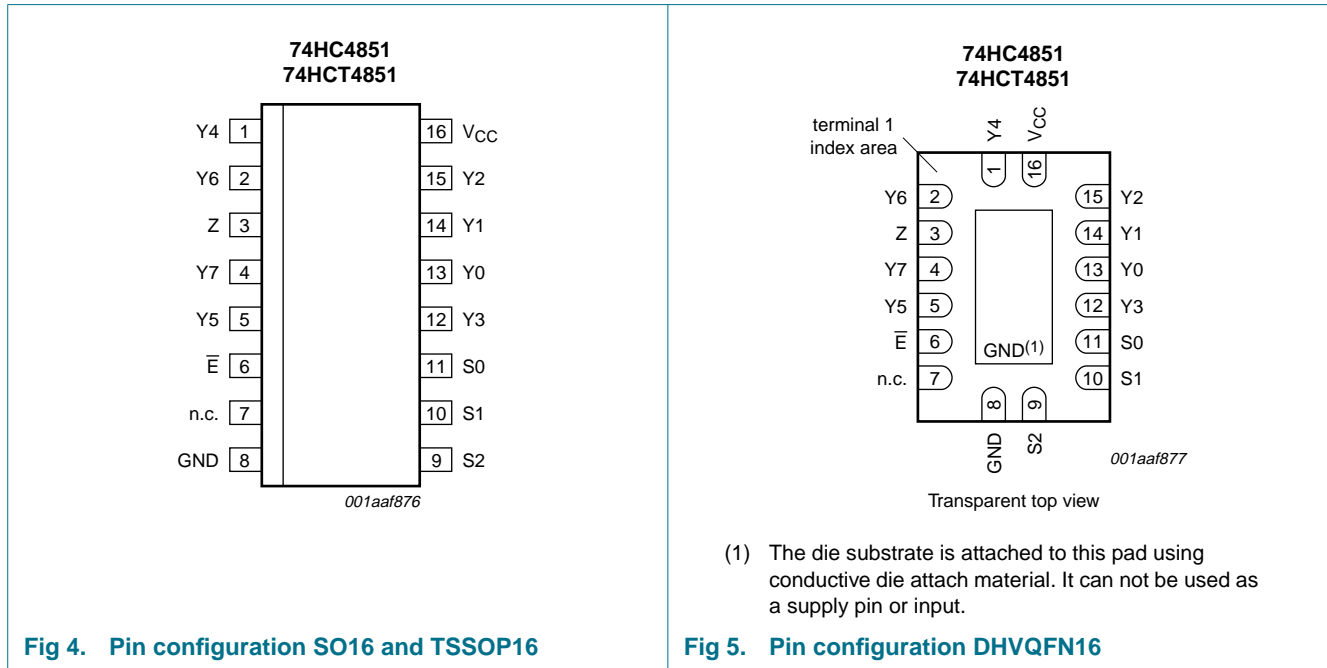 74HC4851
74HCT4851
Y4 1
16 VCC
Y6 2
15 Y2
Z 3
14 Y1
Y7 4
13 Y0
Y5 5
12 Y3
E̅ 6
11 S0
n.c. 7
10 S1
GND 8
9 S2
001aaf876
Fig 4. Pin configuration SO16 and TSSOP16
74HC4851
74HCT4851
terminal 1
index area
Y4
VCC
1
16
Y6 2
15 Y2
Z 3
14 Y1
Y7 4
13 Y0
Y5 5
12 Y3
E̅ 6
11 S0
GND(1)
n.c. 7
10 S1
8
9
GND
S2
001aaf877
Transparent top view
(1) The die substrate is attached to this pad using
conductive die attach material. It can not be used as
a supply pin or input.
Fig 5. Pin configuration DHVQFN16